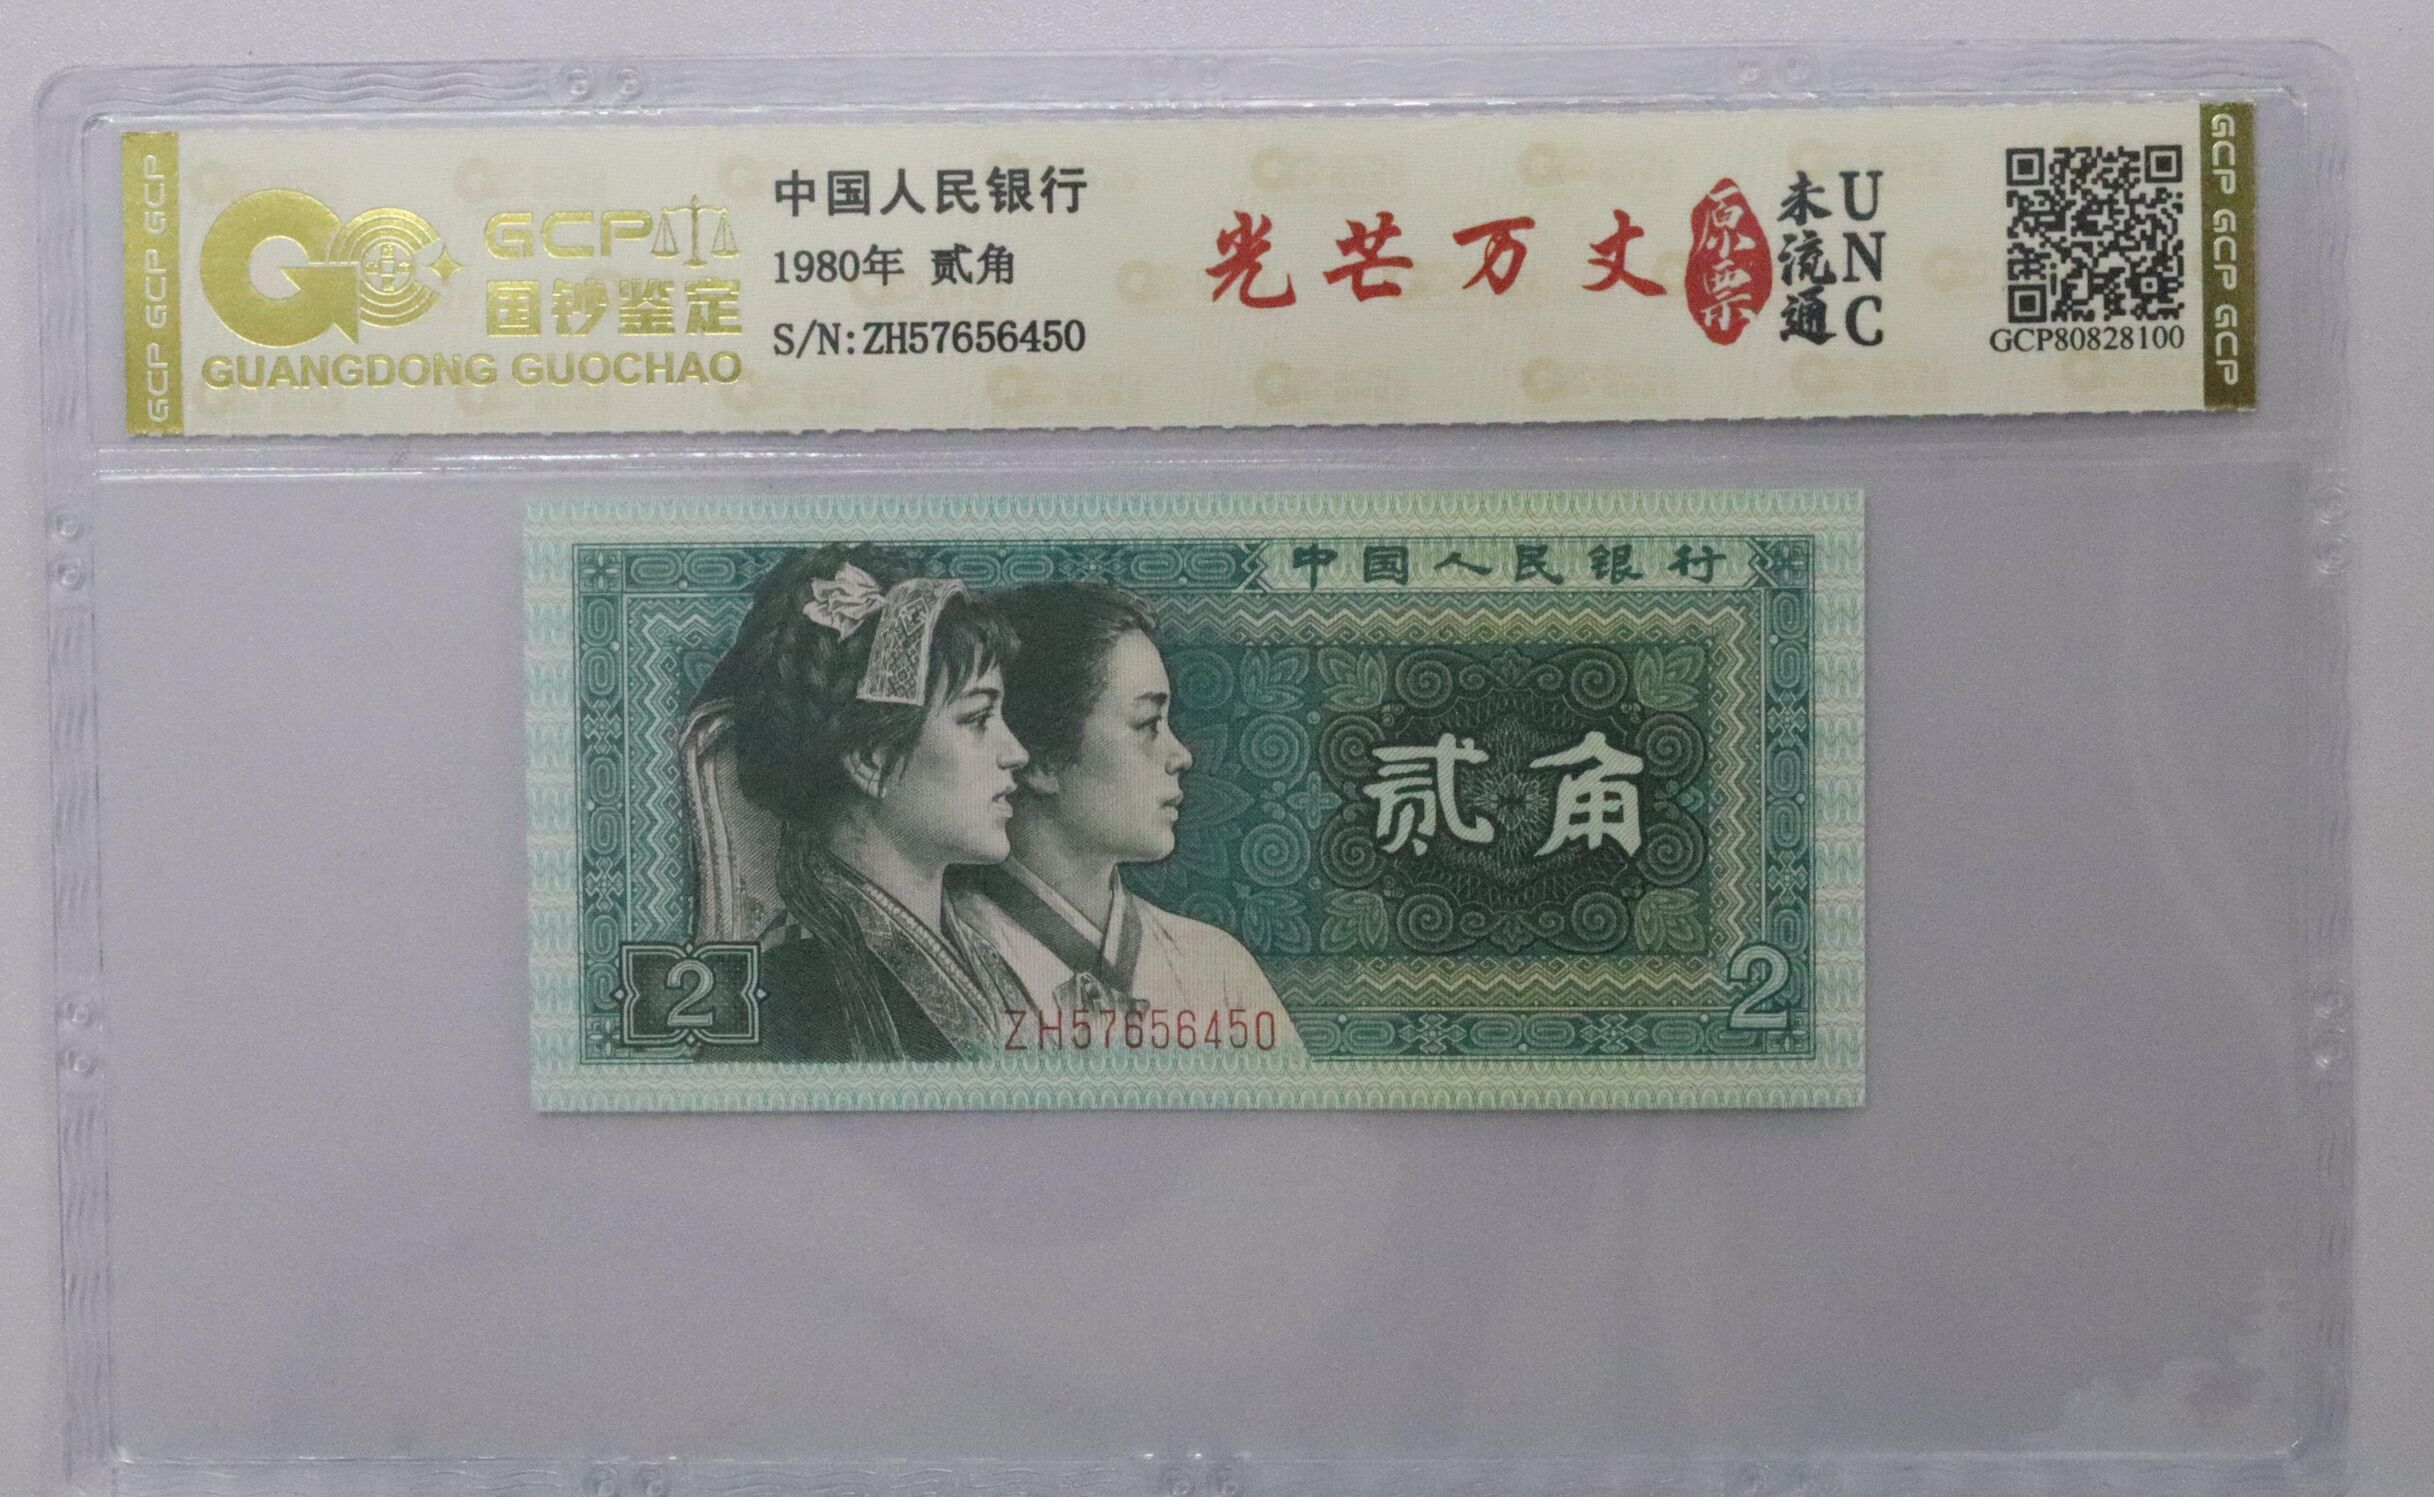 GCP GCP GCP
GCP
国钞鉴定
GUANGDONG GUOCHAO
中国人民银行
1980年 贰角
S/N:ZH57656450
光芒万丈
原票
未流通
UNC
GCP80828100
GCP GCP GCP
中国人民银行
贰角
2
2
ZH57656450